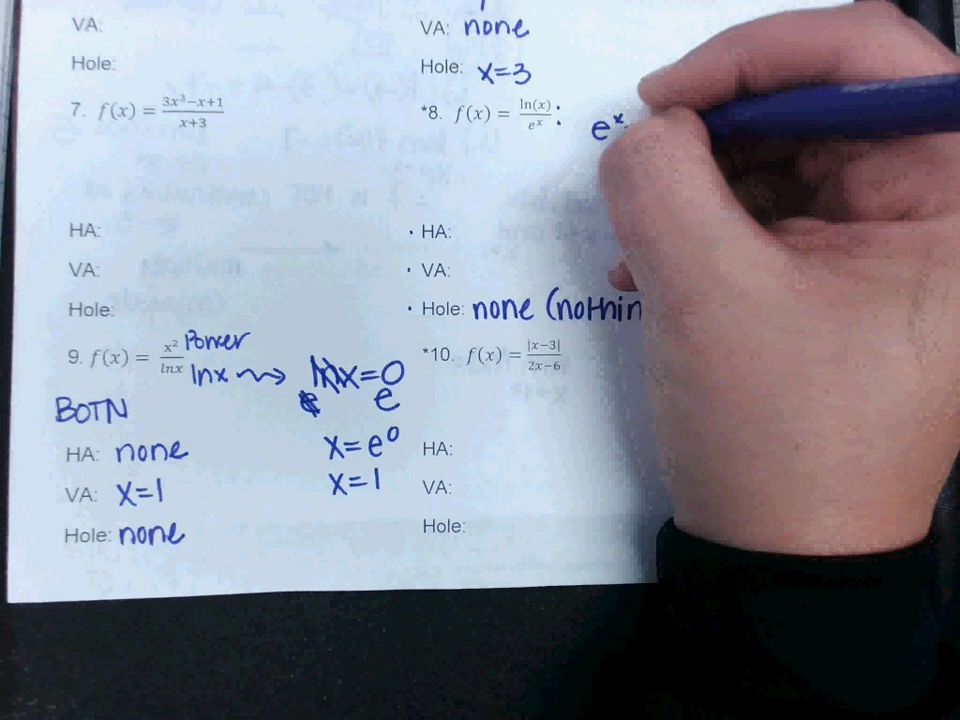 VA:
VA: none
Hole:
Hole: x=3
7. f(x) = 3x³−x+1 / x+3
*8. f(x) = ln(x) / eˣ :
eˣ
HA:
VA:
Hole:
· HA:
· VA:
· Hole: none (nothin
9. f(x) = x² / lnx
Power
lnx ⇝ lnx=0
e
BOTN
x=e⁰
x=1
HA: none
VA: x=1
Hole: none
*10. f(x) = |x−3| / 2x−6
HA:
VA:
Hole: